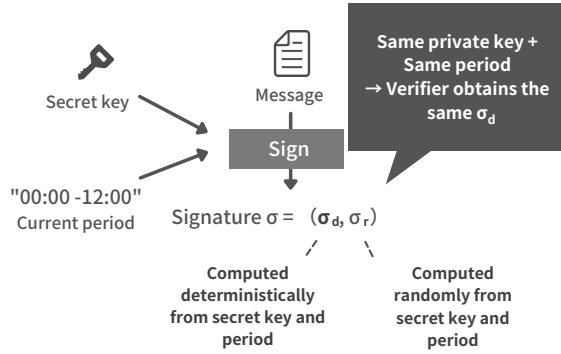 Same private key +
Same period
→ Verifier obtains the
same σd
Secret key
Message
Sign
"00:00 -12:00"
Current period
Signature σ = (σd, σr)
Computed
deterministically
from secret key and
period
Computed
randomly from
secret key and
period